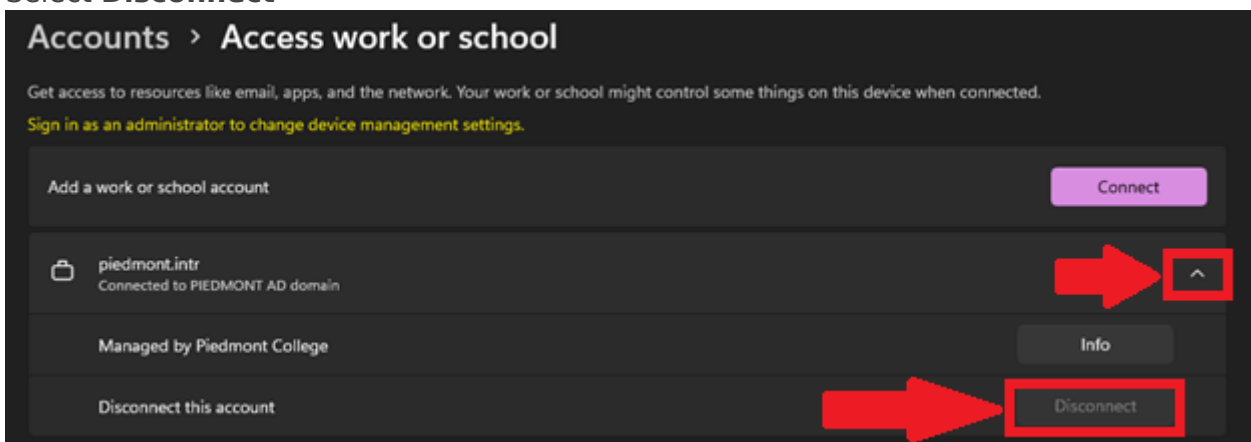 Select Disconnect
Accounts > Access work or school
Get access to resources like email, apps, and the network. Your work or school might control some things on this device when connected.
Sign in as an administrator to change device management settings.
Add a work or school account
Connect
piedmont.intr
Connected to PIEDMONT AD domain
Managed by Piedmont College
Info
Disconnect this account
Disconnect